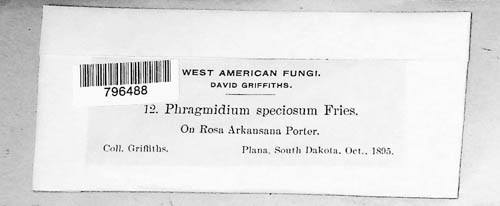 WEST AMERICAN FUNGI.
DAVID GRIFFITHS.
796488
12. Phragmidium speciosum Fries.
On Rosa Arkansana Porter.
Coll. Griffiths. Plana, South Dakota, Oct., 1895.